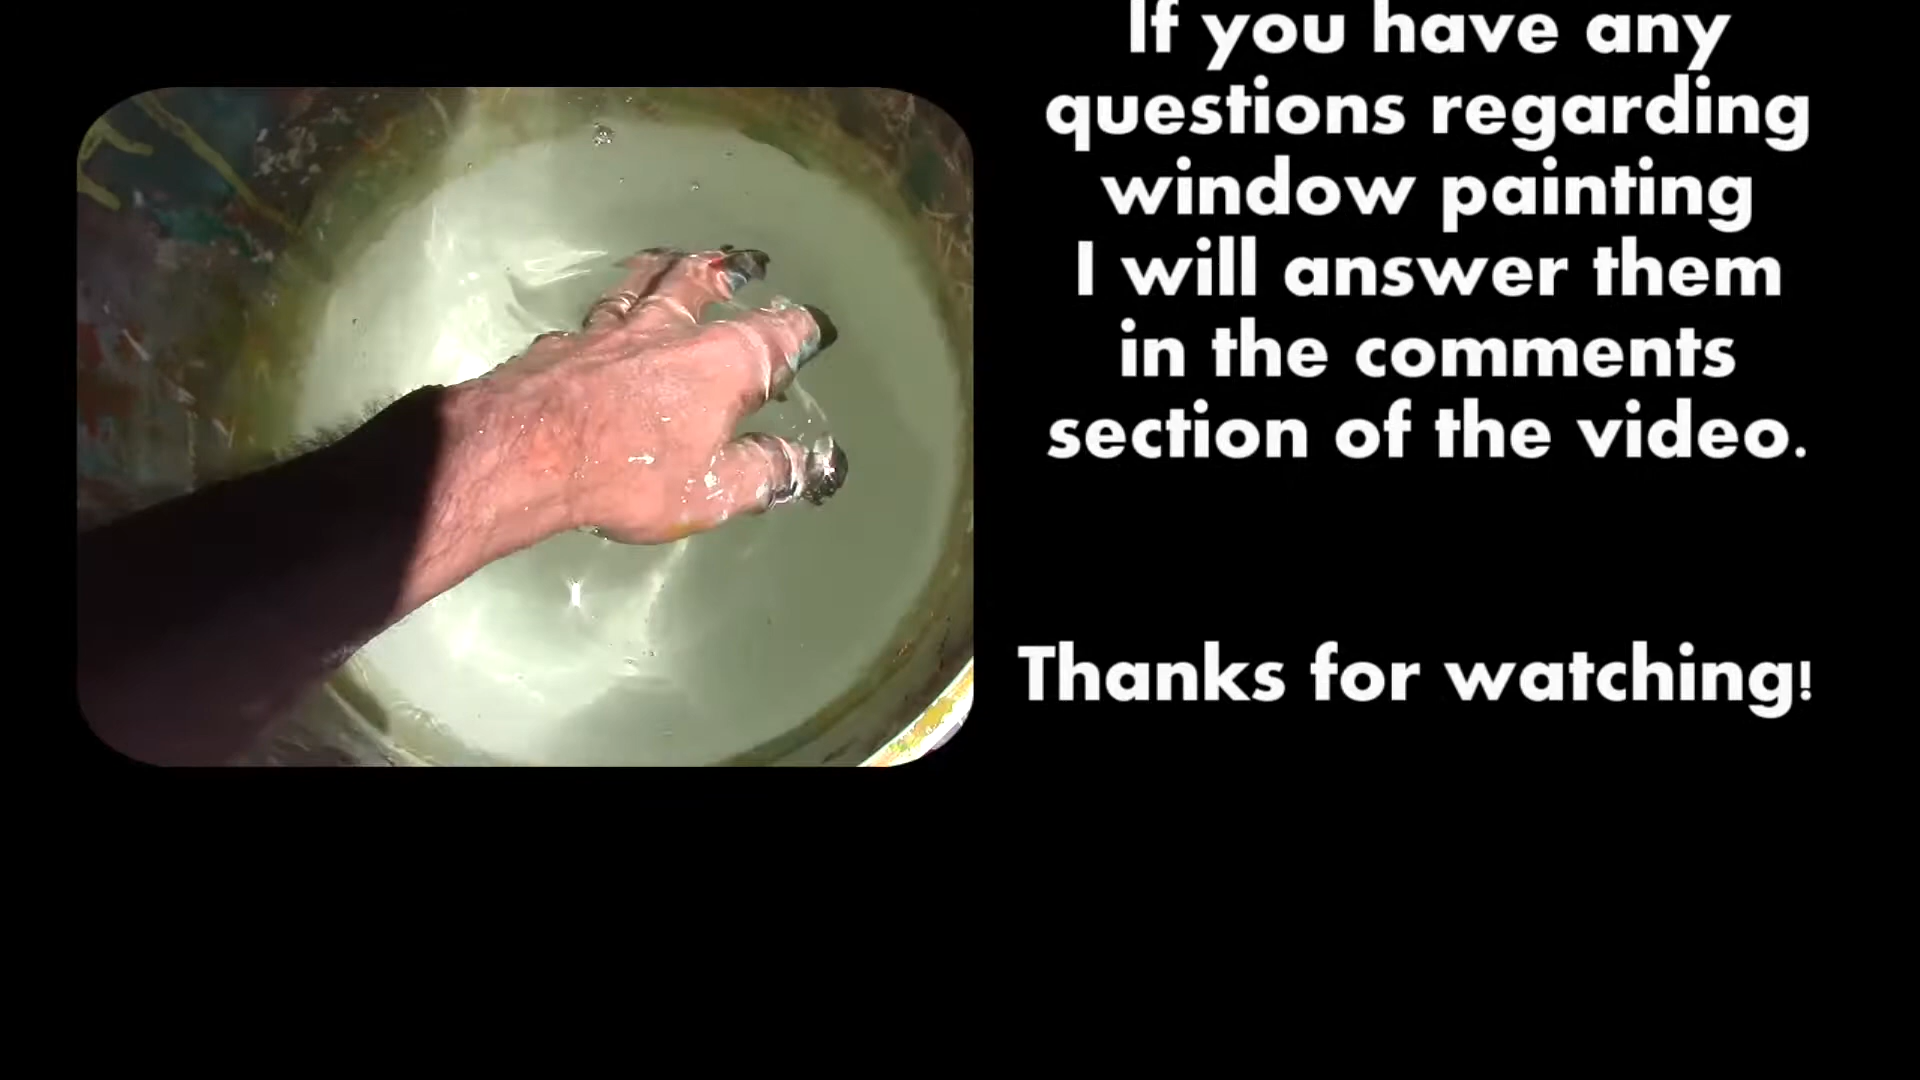 If you have any
questions regarding
window painting
I will answer them
in the comments
section of the video.
Thanks for watching!